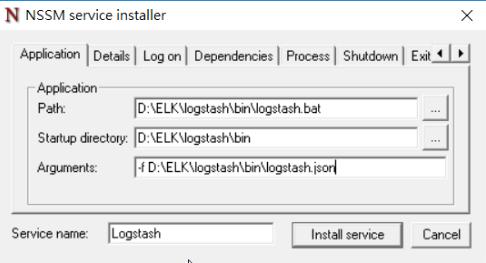 NSSM service installer
Application Details Log on Dependencies Process Shutdown Exit
Application
Path: D:\ELK\logstash\bin\logstash.bat ...
Startup directory: D:\ELK\logstash\bin ...
Arguments: -f D:\ELK\logstash\bin\logstash.json
Service name: Logstash Install service Cancel